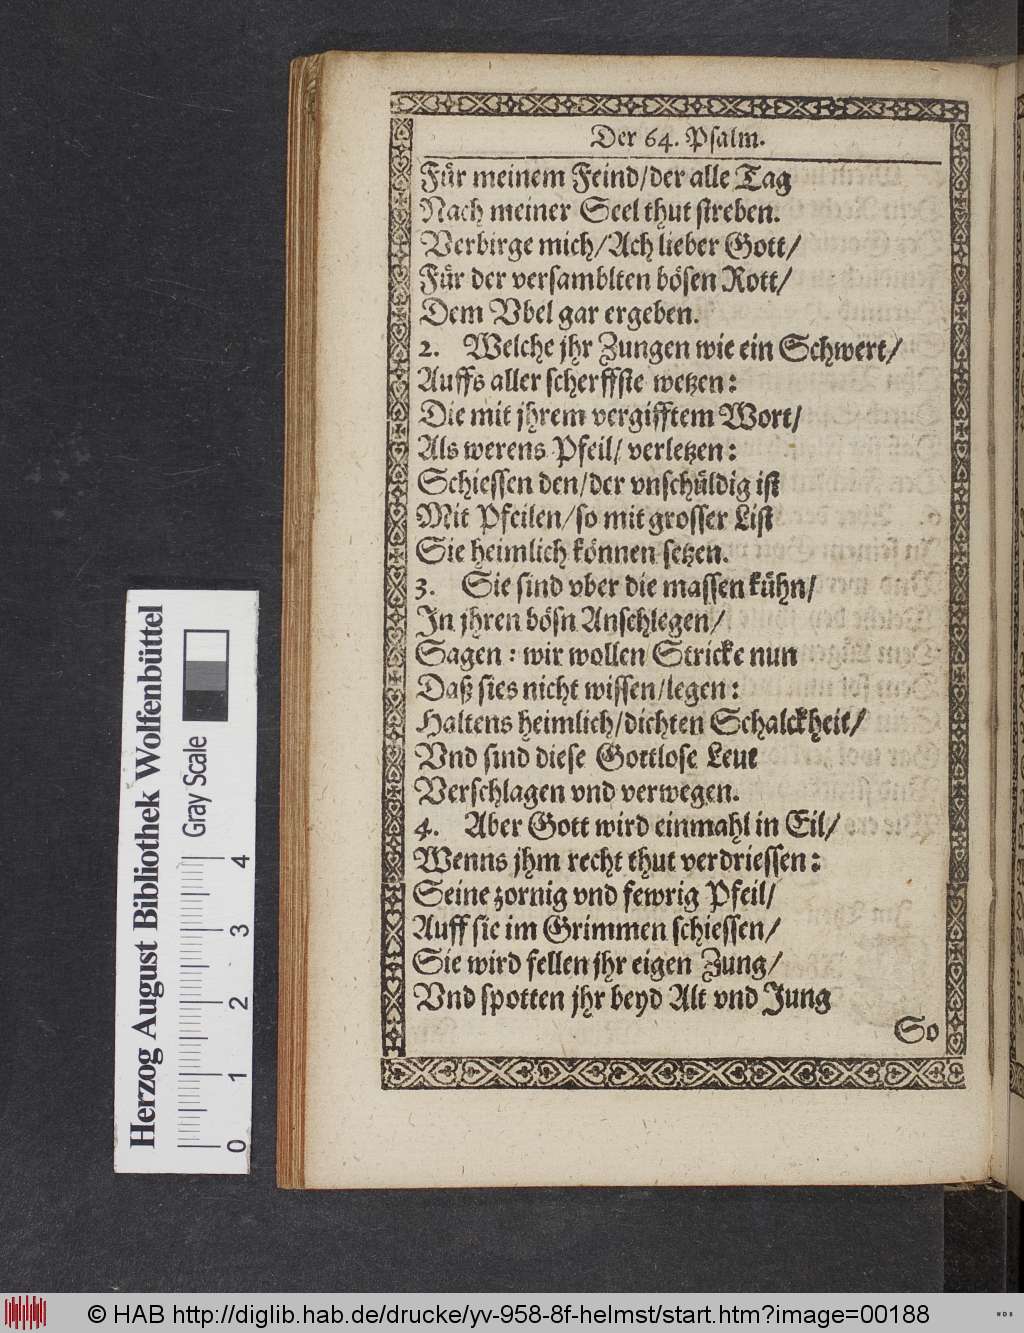 Der 64. Psalm.
Für meinem Feind/der alle Tag
Nach meiner Seel thut streben.
Verbirge mich/Ach lieber Gott/
Für der versamblten bösen Rott/
Dem Vbel gar ergeben.
2. Welche jhr Zungen wie ein Schwert/
Auffs aller scherffste wetzen:
Die mit jhrem vergifftem Wort/
Als werens Pfeil/ verletzen:
Schiessen den/der vnschüldig ist
Mit Pfeilen/so mit grosser List
Sie heimlich können setzen.
3. Sie sind vber die massen kühn/
In jhren bösn Anschlegen/
Sagen: wir wollen Stricke nun
Daß sies nicht wissen/legen:
Haltens heimlich/dichten Schalckheit/
Vnd sind diese Gottlose Leut
Verschlagen vnd verwegen.
4. Aber Gott wird einmahl in Eil/
Wenns jhm recht thut verdriessen:
Seine zornig vnd fewrig Pfeil/
Auff sie im Grimmen schiessen/
Sie wird fellen jhr eigen Zung/
Vnd spotten jhr beyd Alt vnd Jung
So
Herzog August Bibliothek Wolfenbüttel
Gray Scale
0 1 2 3 4
© HAB http://diglib.hab.de/drucke/yv-958-8f-helmst/start.htm?image=00188
WDB